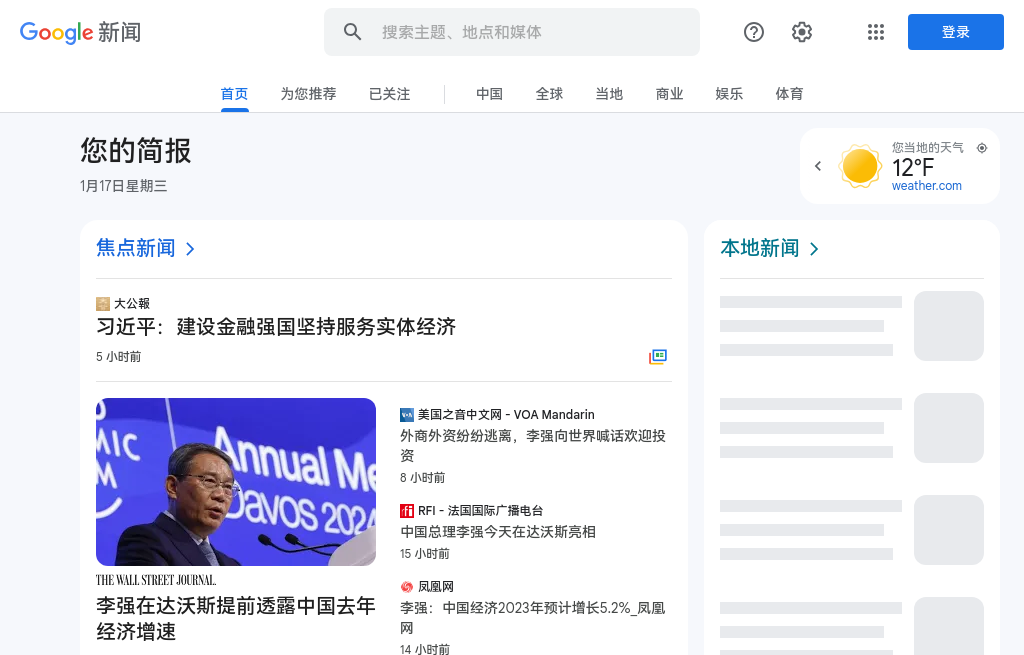 Google 新闻
搜索主题、地点和媒体
登录
首页
为您推荐
已关注
中国
全球
当地
商业
娱乐
体育
您的简报
1月17日星期三
您当地的天气
12°F
weather.com
焦点新闻
大公報
习近平：建设金融强国坚持服务实体经济
5 小时前
MIC
M
Annual Me
Davos 2024
THE WALL STREET JOURNAL.
李强在达沃斯提前透露中国去年
经济增速
美国之音中文网 - VOA Mandarin
外商外资纷纷逃离，李强向世界喊话欢迎投
资
8 小时前
RFI - 法国国际广播电台
中国总理李强今天在达沃斯亮相
15 小时前
凤凰网
李强：中国经济2023年预计增长5.2%_凤凰
网
14 小时前
本地新闻